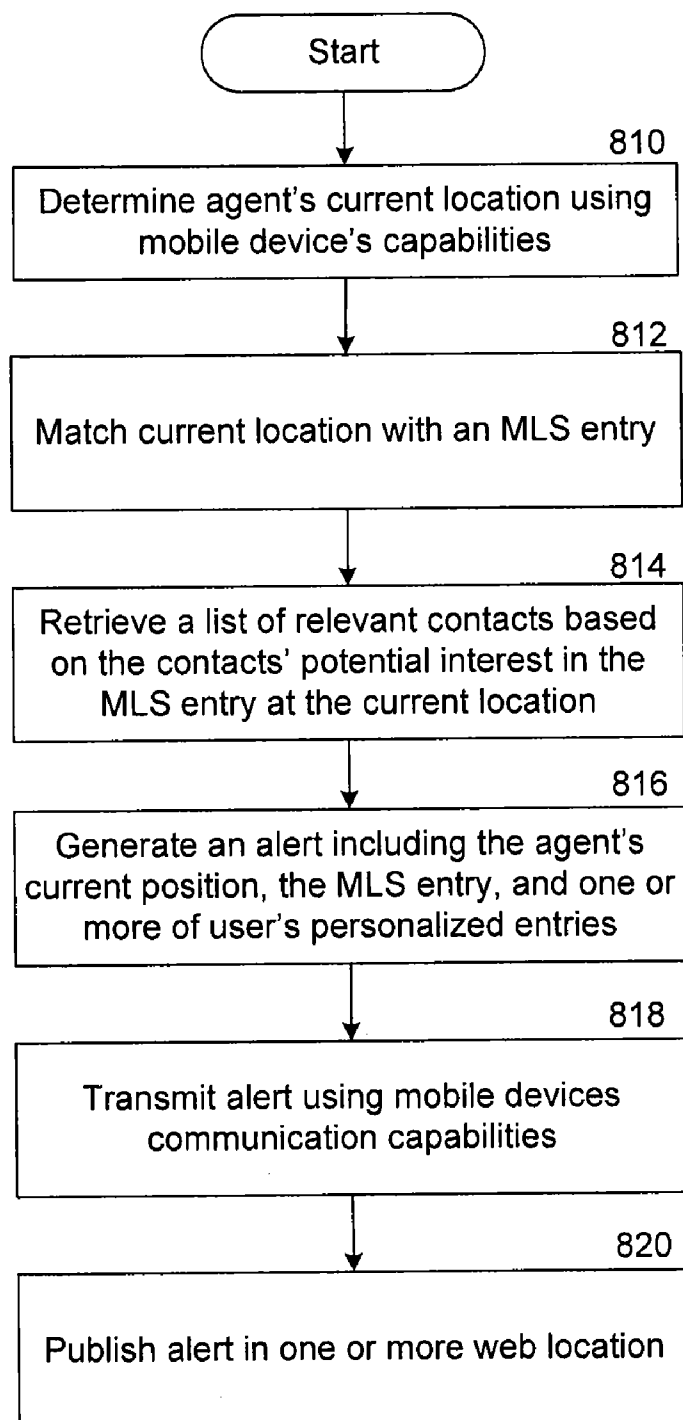 Start
810
Determine agent's current location using
mobile device's capabilities
812
Match current location with an MLS entry
814
Retrieve a list of relevant contacts based
on the contacts' potential interest in the
MLS entry at the current location
816
Generate an alert including the agent's
current position, the MLS entry, and one or
more of user's personalized entries
818
Transmit alert using mobile devices
communication capabilities
820
Publish alert in one or more web location